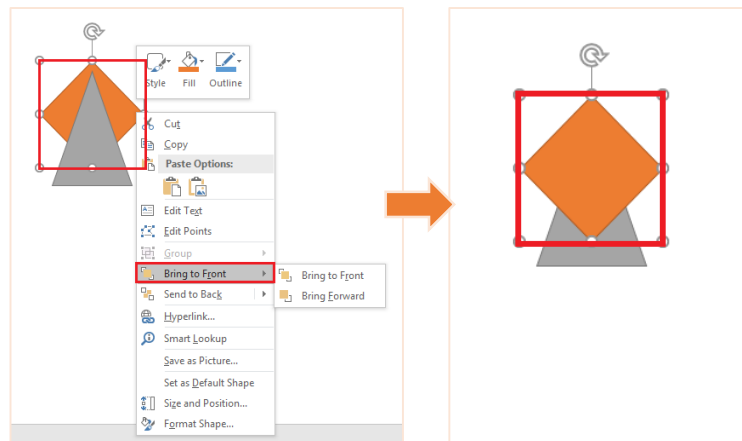 Style Fill Outline
Cut
Copy
Paste Options:
Edit Text
Edit Points
Group
Bring to Front
Bring to Front
Send to Back
Bring Forward
Hyperlink...
Smart Lookup
Save as Picture...
Set as Default Shape
Size and Position...
Format Shape...